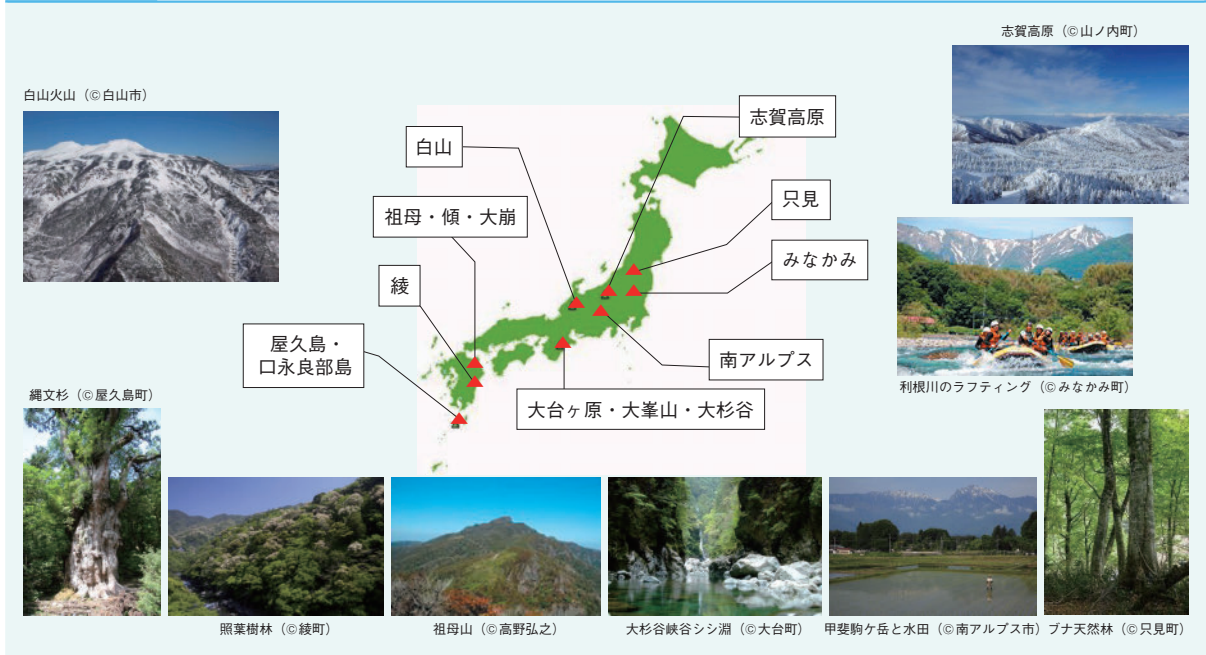 志賀高原（©山ノ内町）
白山火山（©白山市）
志賀高原
白山
只見
祖母・傾・大崩
みなかみ
綾
屋久島・
口永良部島
南アルプス
利根川のラフティング（©みなかみ町）
縄文杉（©屋久島町）
大台ヶ原・大峯山・大杉谷
照葉樹林（©綾町）
祖母山（©高野弘之）
大杉谷峡谷シシ淵（©大台町）
甲斐駒ケ岳と水田（©南アルプス市）
ブナ天然林（©只見町）